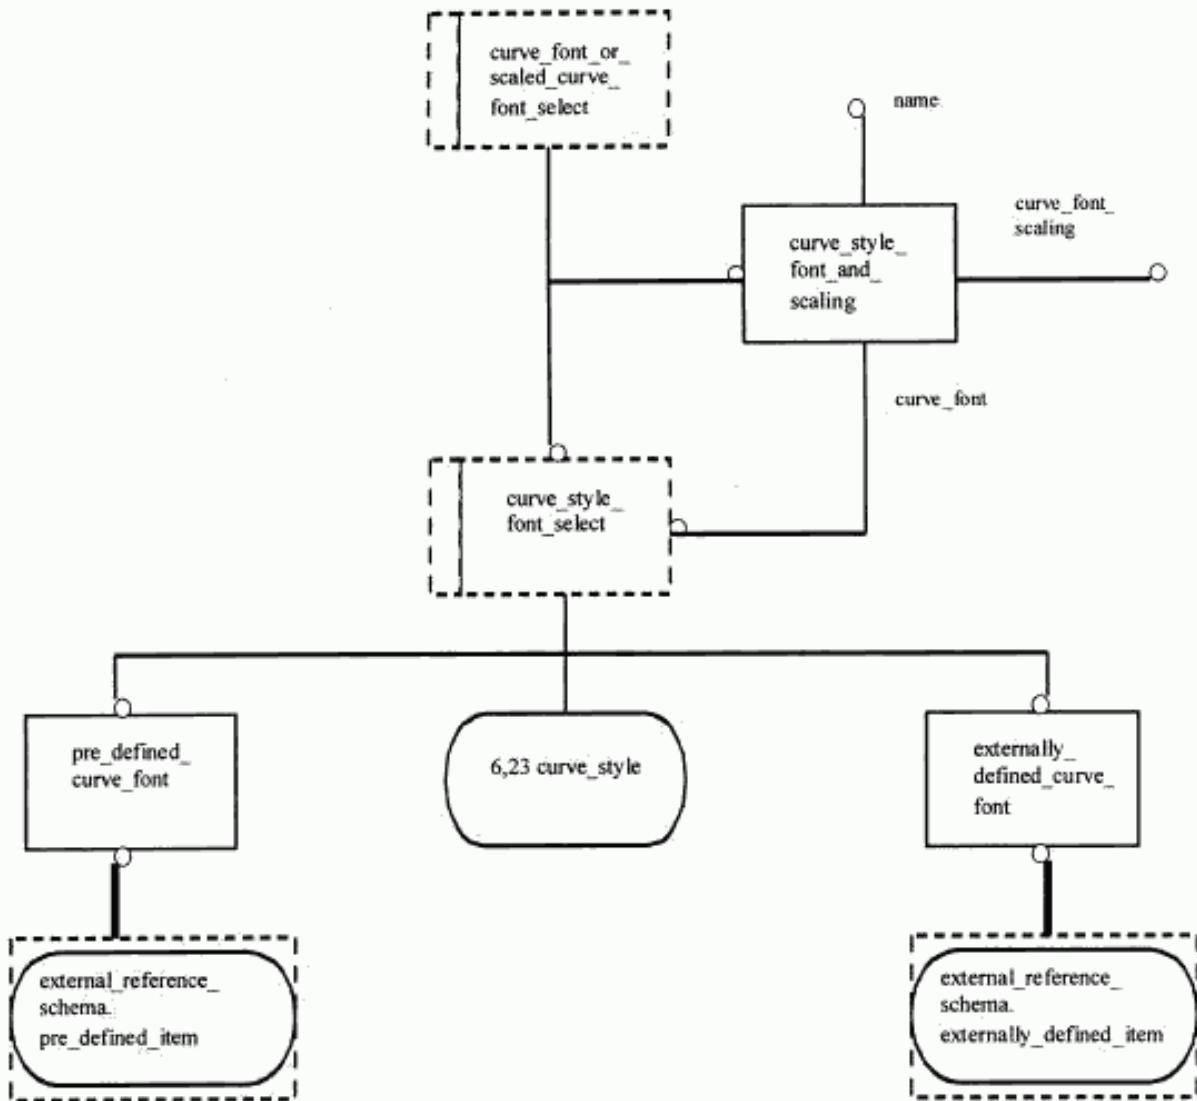 curve_font_or_
scaled_curve_
font_select
name
curve_font_
scaling
curve_style_
font_and_
scaling
curve_font
curve_style_
font_select
pre_defined_
curve_font
6,23 curve_style
externally_
defined_curve_
font
external_reference_
schema.
pre_defined_item
external_reference_
schema.
externally_defined_item